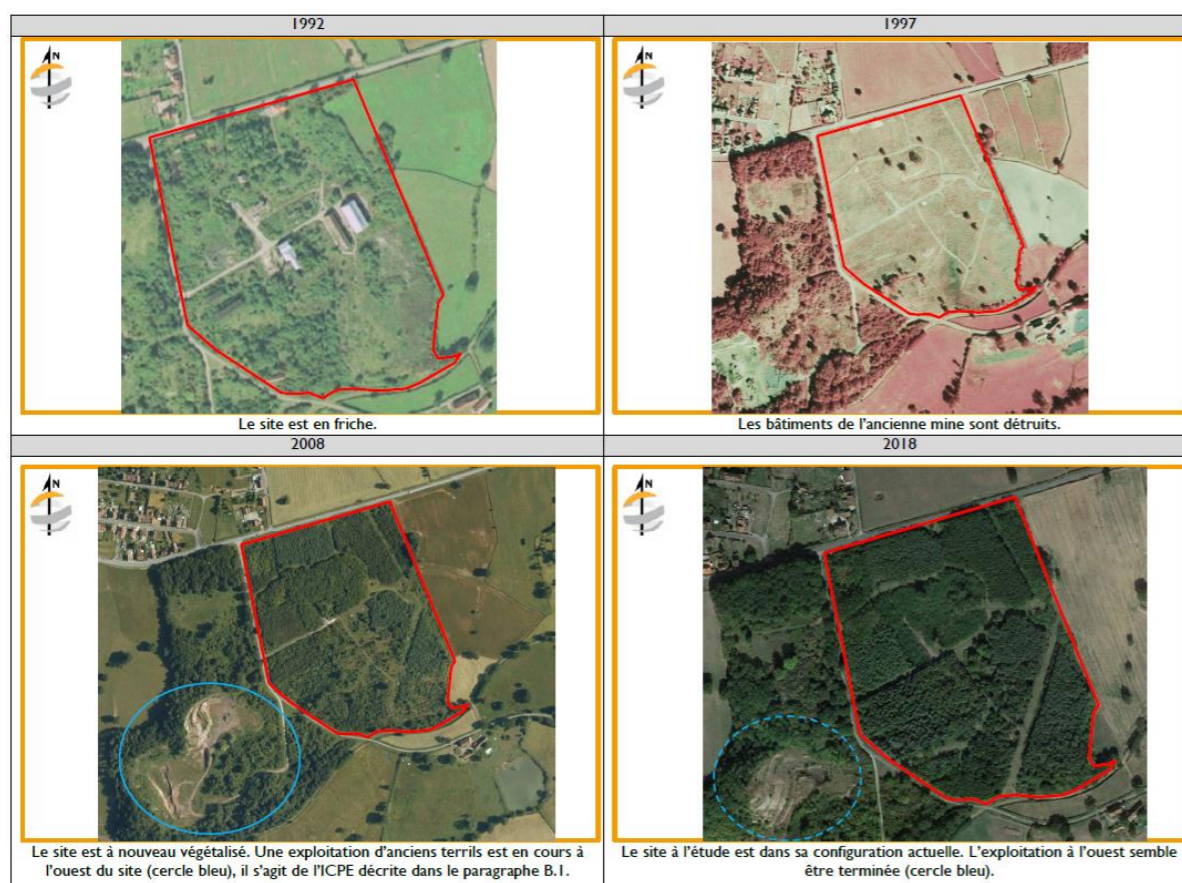 1992
1997
N
N
Le site est en friche.
Les bâtiments de l'ancienne mine sont détruits.
2008
2018
N
N
Le site est à nouveau végétalisé. Une exploitation d'anciens terrils est en cours à
l'ouest du site (cercle bleu), il s'agit de l'ICPE décrite dans le paragraphe B.1.
Le site à l'étude est dans sa configuration actuelle. L'exploitation à l'ouest semble
être terminée (cercle bleu).